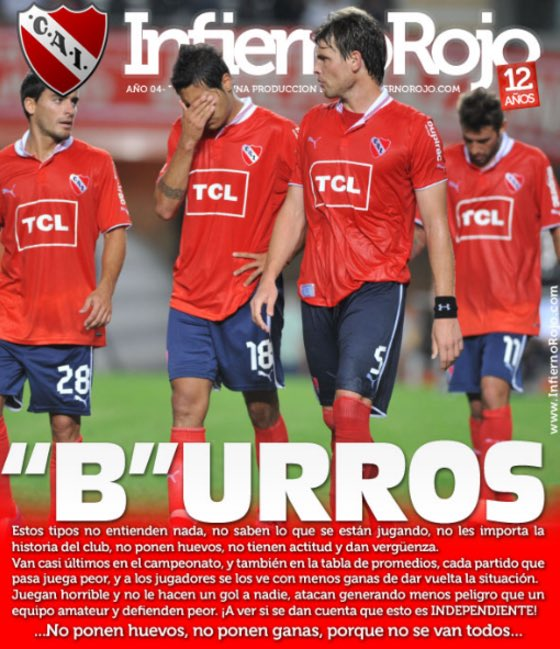 C.A.I.
InfiernoRojo
12
AÑOS
AÑO 04-
NA PRODUCCION
RNOROJO.COM
TCL
TCL
TCL
TCL
28
18
5
11
www.InfiernoRojo.com
"B"URROS
Estos tipos no entienden nada, no saben lo que se están jugando, no les importa la
historia del club, no ponen huevos, no tienen actitud y dan vergüenza.
Van casi últimos en el campeonato, y también en la tabla de promedios, cada partido que
pasa juega peor, y a los jugadores se los ve con menos ganas de dar vuelta la situación.
Juegan horrible y no le hacen un gol a nadie, atacan generando menos peligro que un
equipo amateur y defienden peor. ¡A ver si se dan cuenta que esto es INDEPENDIENTE!
...No ponen huevos, no ponen ganas, porque no se van todos...